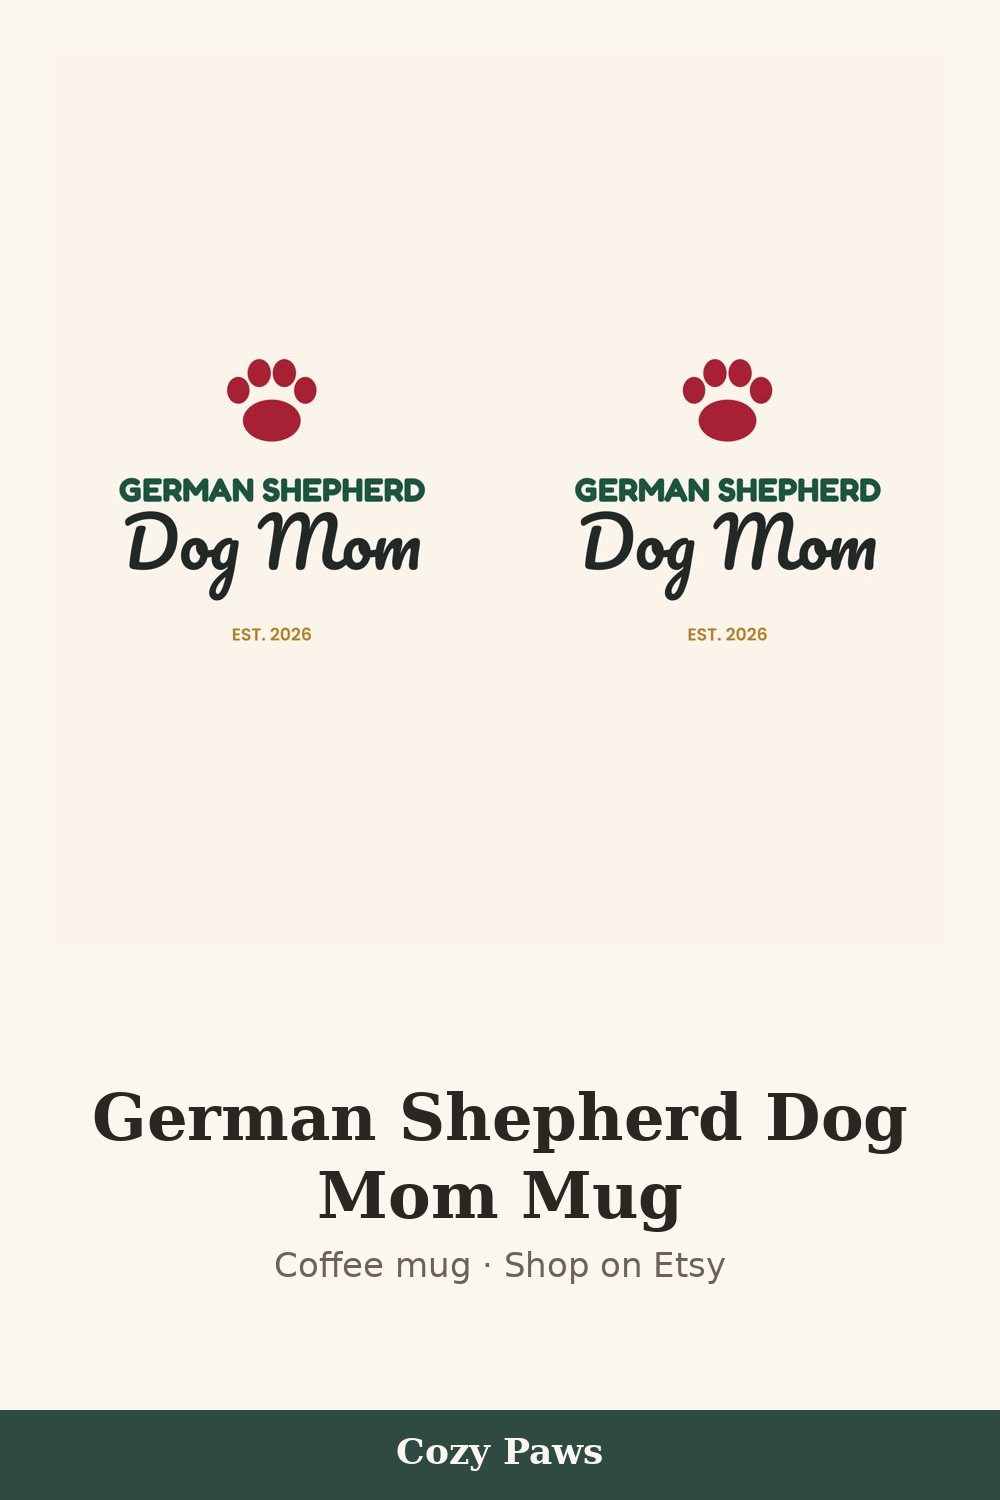 GERMAN SHEPHERD
Dog Mom
EST. 2026
GERMAN SHEPHERD
Dog Mom
EST. 2026
German Shepherd Dog
Mom Mug
Coffee mug · Shop on Etsy
Cozy Paws